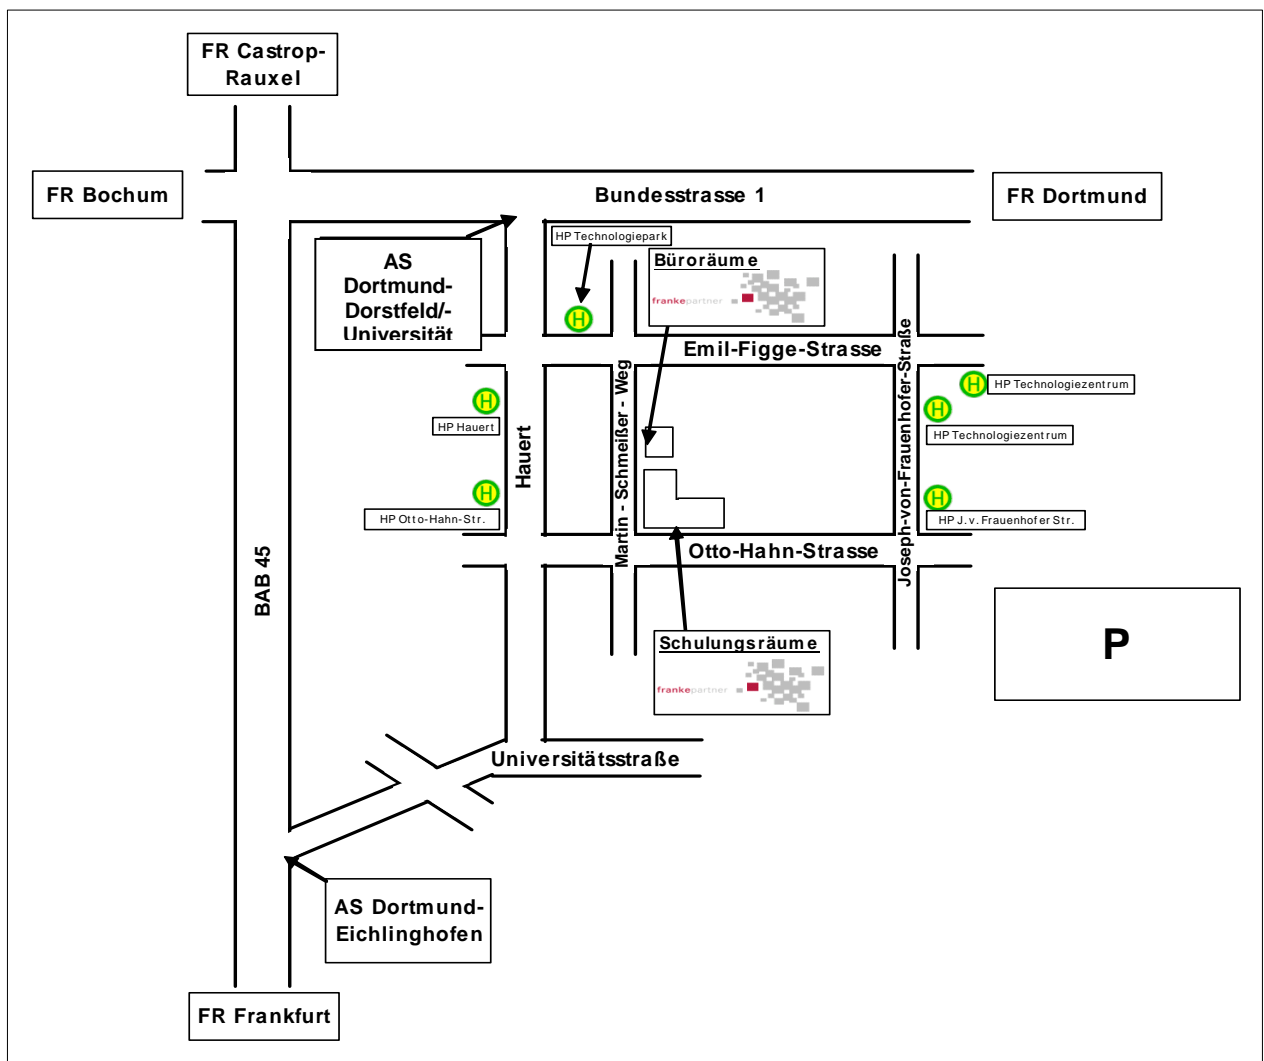 FR Castrop-
Rauxel
FR Bochum
Bundesstrasse 1
FR Dortmund
HP Technologiepark
AS
Dortmund-
Dorstfeld/-
Universität
Büroräume
frankepartner
H
Emil-Figge-Strasse
H
HP Technologiezentrum
H
HP Technologiezentrum
H
HP Hauert
Hauert
Martin - Schmeißer - Weg
Joseph-von-Frauenhofer-Straße
H
HP Otto-Hahn-Str.
H
HP J.v. Frauenhofer Str.
Otto-Hahn-Strasse
BAB 45
P
Schulungsräume
frankepartner
Universitätsstraße
AS Dortmund-
Eichlinghofen
FR Frankfurt